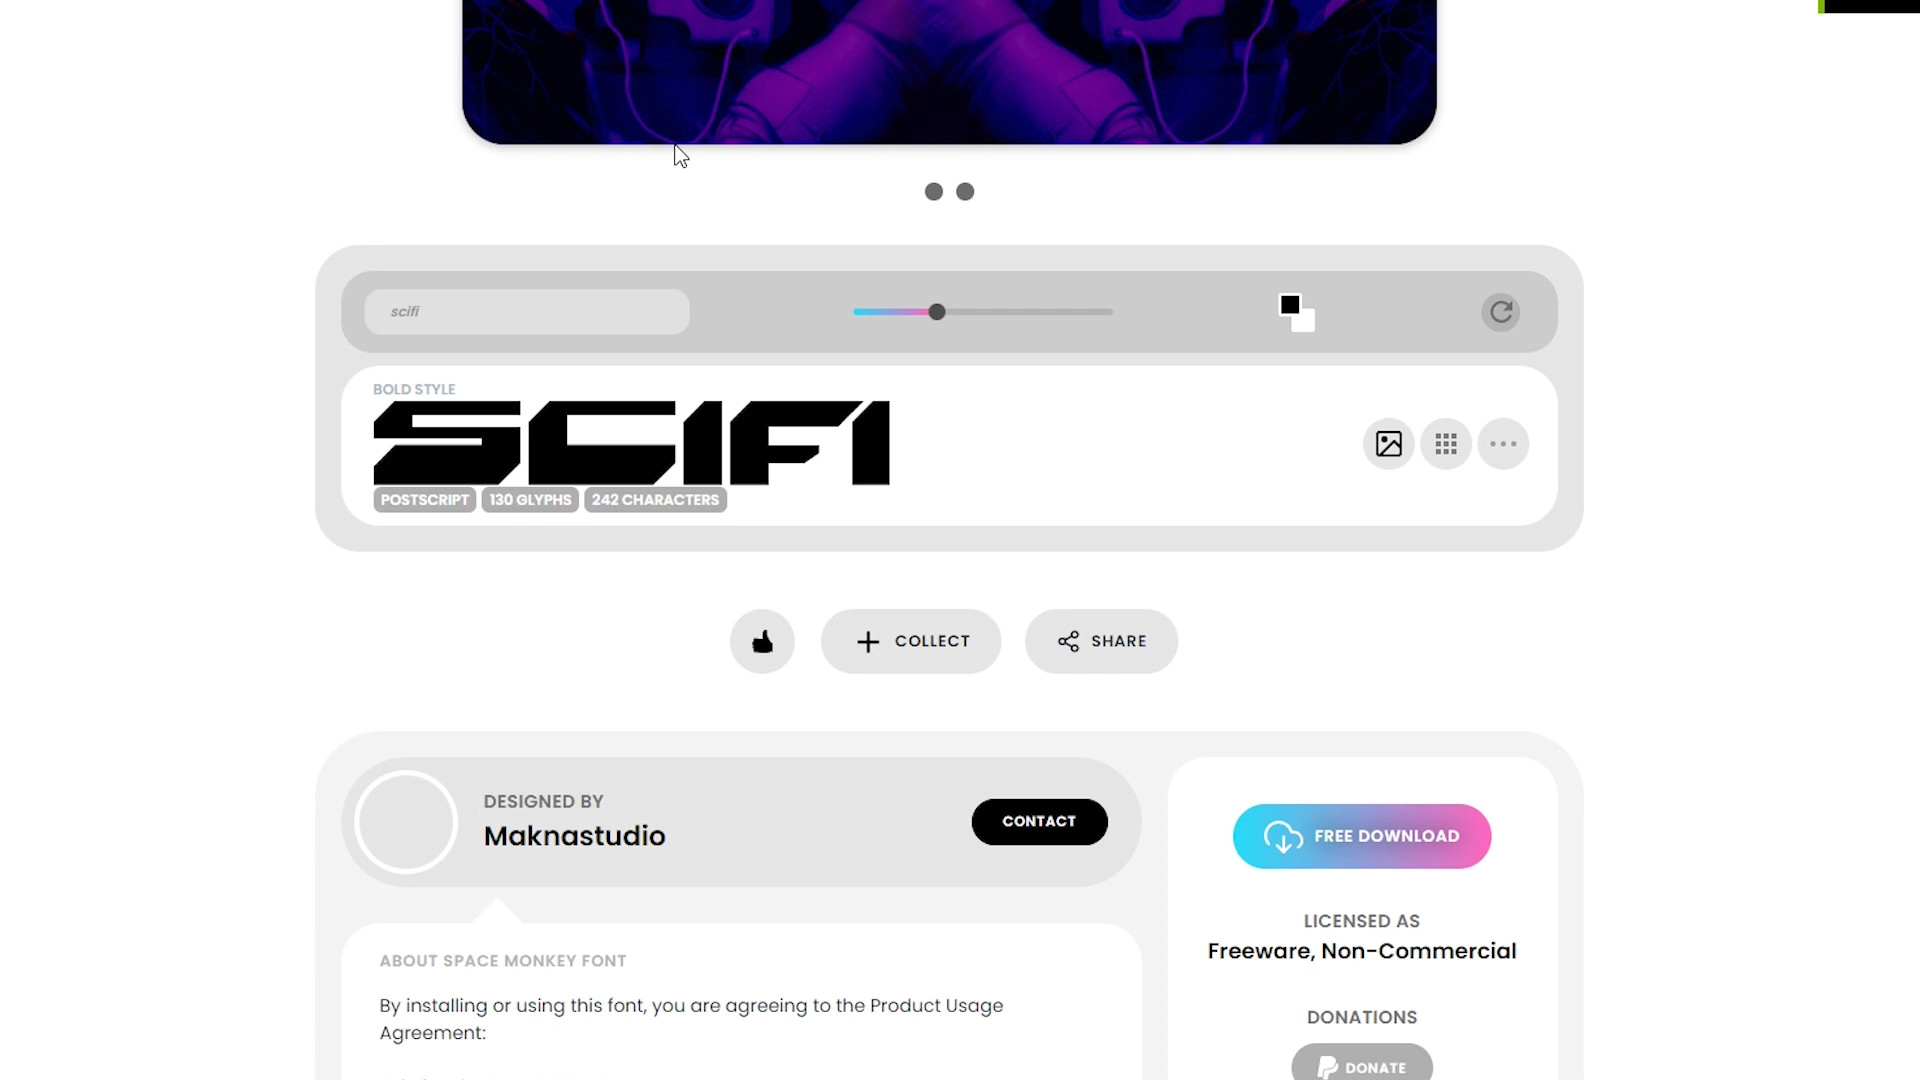 scifi
BOLD STYLE
SCIFI
POSTSCRIPT 130 GLYPHS 242 CHARACTERS
COLLECT SHARE
DESIGNED BY
Maknastudio
CONTACT
FREE DOWNLOAD
LICENSED AS
Freeware, Non-Commercial
DONATIONS
DONATE
ABOUT SPACE MONKEY FONT
By installing or using this font, you are agreeing to the Product Usage
Agreement: